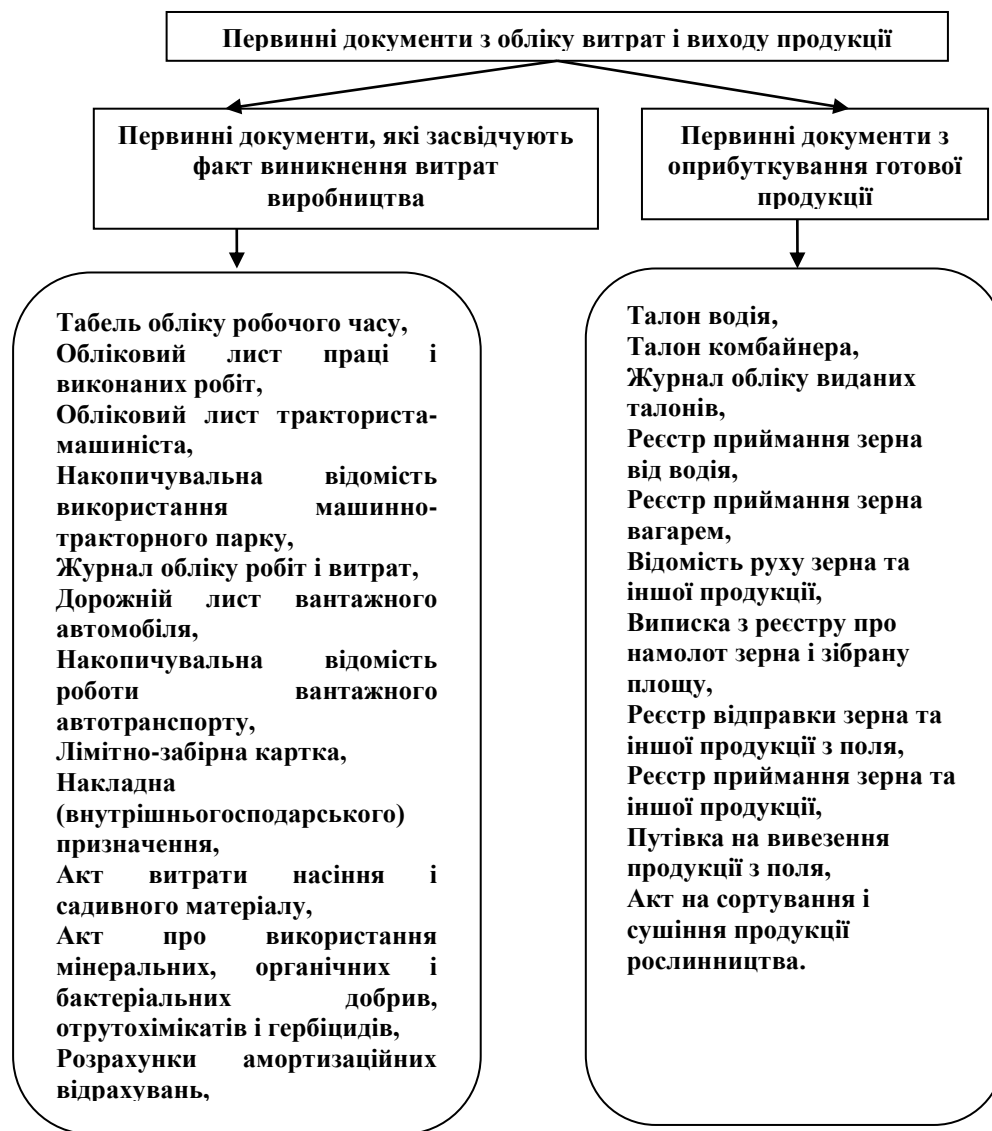 Первинні документи з обліку витрат і виходу продукції
Первинні документи, які засвідчують
факт виникнення витрат
виробництва
Первинні документи з
оприбуткування готової
продукції
Табель обліку робочого часу,
Обліковий лист праці і
виконаних робіт,
Обліковий лист тракториста-
машиніста,
Накопичувальна відомість
використання машинно-
тракторного парку,
Журнал обліку робіт і витрат,
Дорожній лист вантажного
автомобіля,
Накопичувальна відомість
роботи вантажного
автотранспорту,
Лімітно-забірна картка,
Накладна
(внутрішньогосподарського)
призначення,
Акт витрати насіння і
садивного матеріалу,
Акт про використання
мінеральних, органічних і
бактеріальних добрив,
отрутохімікатів і гербіцидів,
Розрахунки амортизаційних
відрахувань,
Талон водія,
Талон комбайнера,
Журнал обліку виданих
талонів,
Реєстр приймання зерна
від водія,
Реєстр приймання зерна
вагарем,
Відомість руху зерна та
іншої продукції,
Виписка з реєстру про
намолот зерна і зібрану
площу,
Реєстр відправки зерна та
іншої продукції з поля,
Реєстр приймання зерна та
іншої продукції,
Путівка на вивезення
продукції з поля,
Акт на сортування і
сушіння продукції
рослинництва.